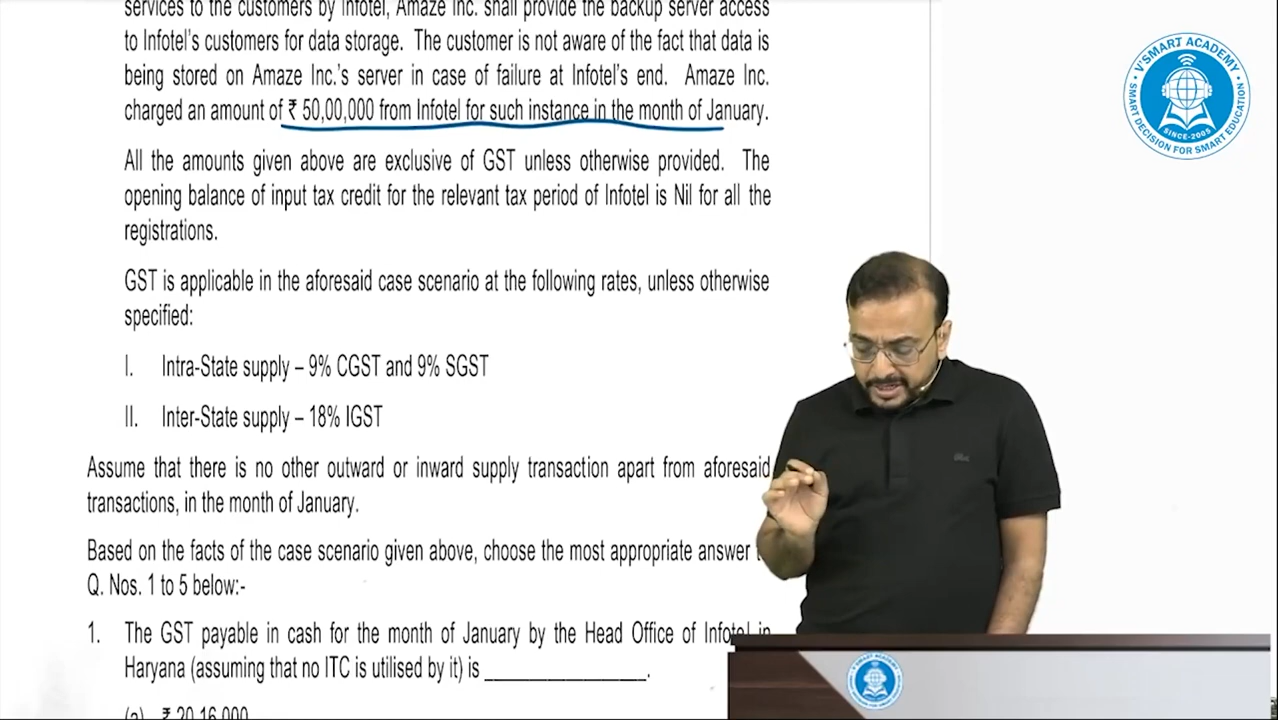 services to the customers by Infotel, Amaze Inc. shall provide the backup server access
to Infotel's customers for data storage. The customer is not aware of the fact that data is
being stored on Amaze Inc.'s server in case of failure at Infotel's end. Amaze Inc.
charged an amount of ₹ 50,00,000 from Infotel for such instance in the month of January.
All the amounts given above are exclusive of GST unless otherwise provided. The
opening balance of input tax credit for the relevant tax period of Infotel is Nil for all the
registrations.
GST is applicable in the aforesaid case scenario at the following rates, unless otherwise
specified:
I. Intra-State supply – 9% CGST and 9% SGST
II. Inter-State supply – 18% IGST
Assume that there is no other outward or inward supply transaction apart from aforesaid
transactions, in the month of January.
Based on the facts of the case scenario given above, choose the most appropriate answer
Q. Nos. 1 to 5 below:-
1. The GST payable in cash for the month of January by the Head Office of Infotel in
Haryana (assuming that no ITC is utilised by it) is ____________________.
(a) ₹ 20,16,000
V'SMART ACADEMY
SINCE-2005
SMART DECISION FOR SMART EDUCATION